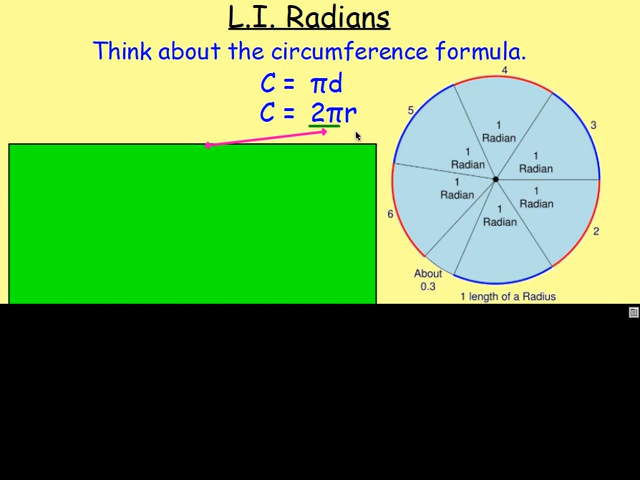 L.I. Radians
Think about the circumference formula.
C = πd
C = 2πr
4
5
3
1
Radian
1
Radian
1
Radian
1
Radian
1
Radian
1
Radian
6
2
About
0.3
1 length of a Radius